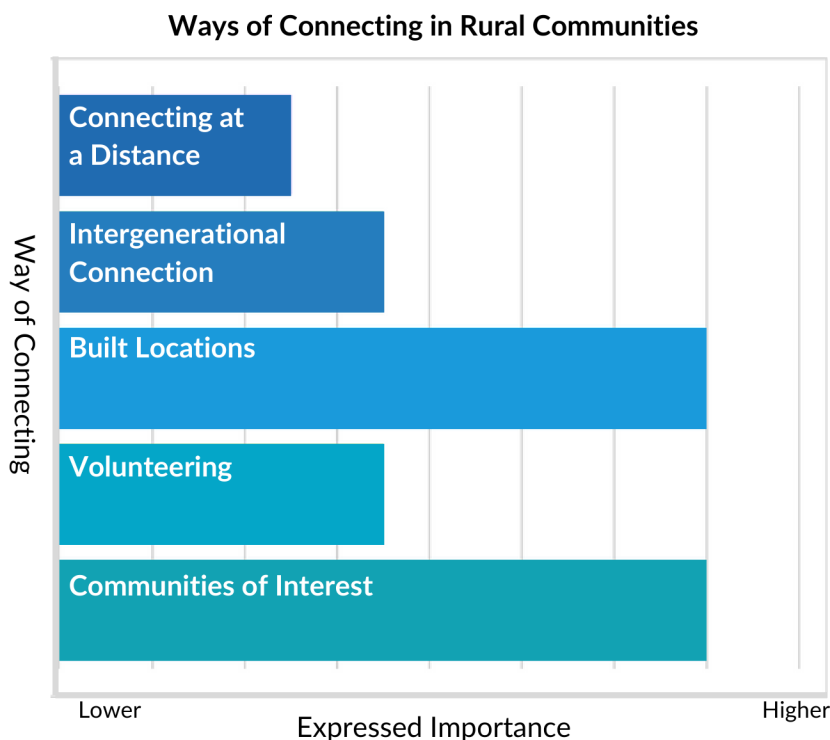 Ways of Connecting in Rural Communities
Connecting at
a Distance
Intergenerational
Connection
Built Locations
Volunteering
Communities of Interest
Way of Connecting
Lower
Higher
Expressed Importance